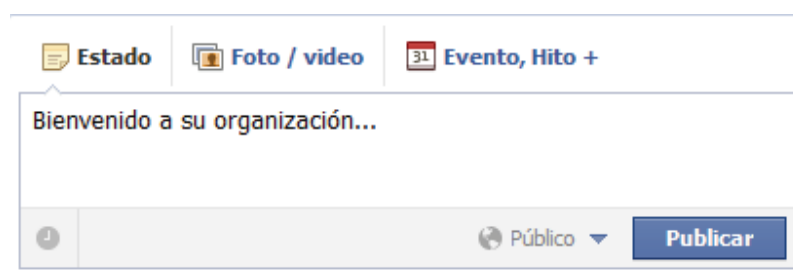 Estado Foto / video 31 Evento, Hito +
Bienvenido a su organización...
Público Publicar